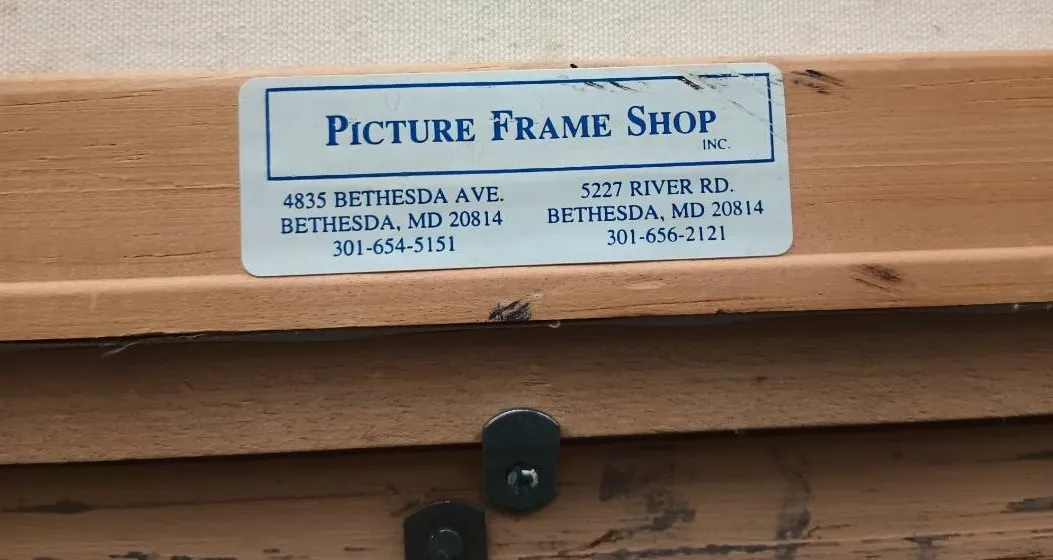 PICTURE FRAME SHOP
INC.
4835 BETHESDA AVE.
BETHESDA, MD 20814
301-654-5151
5227 RIVER RD.
BETHESDA, MD 20814
301-656-2121